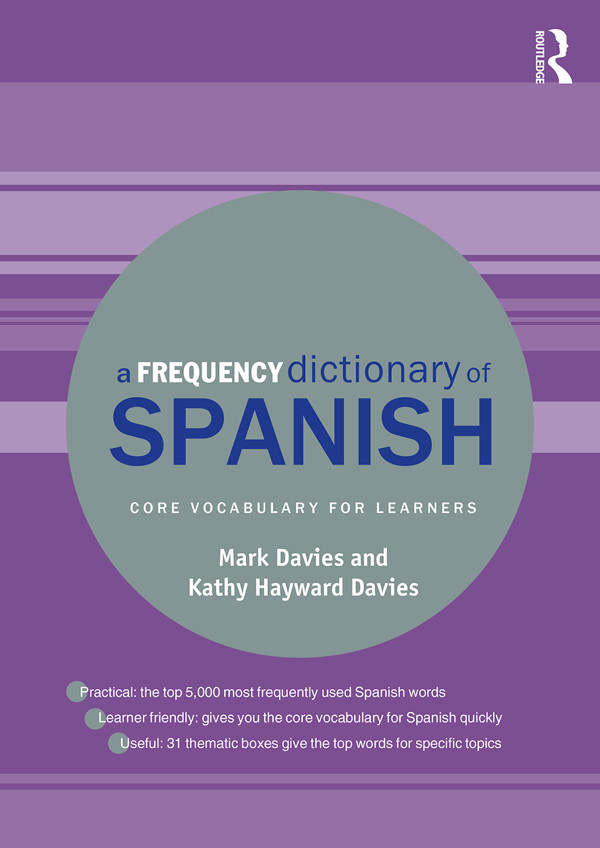 ROUTLEDGE
a FREQUENCY dictionary of
SPANISH
CORE VOCABULARY FOR LEARNERS
Mark Davies and
Kathy Hayward Davies
Practical: the top 5,000 most frequently used Spanish words
Learner friendly: gives you the core vocabulary for Spanish quickly
Useful: 31 thematic boxes give the top words for specific topics